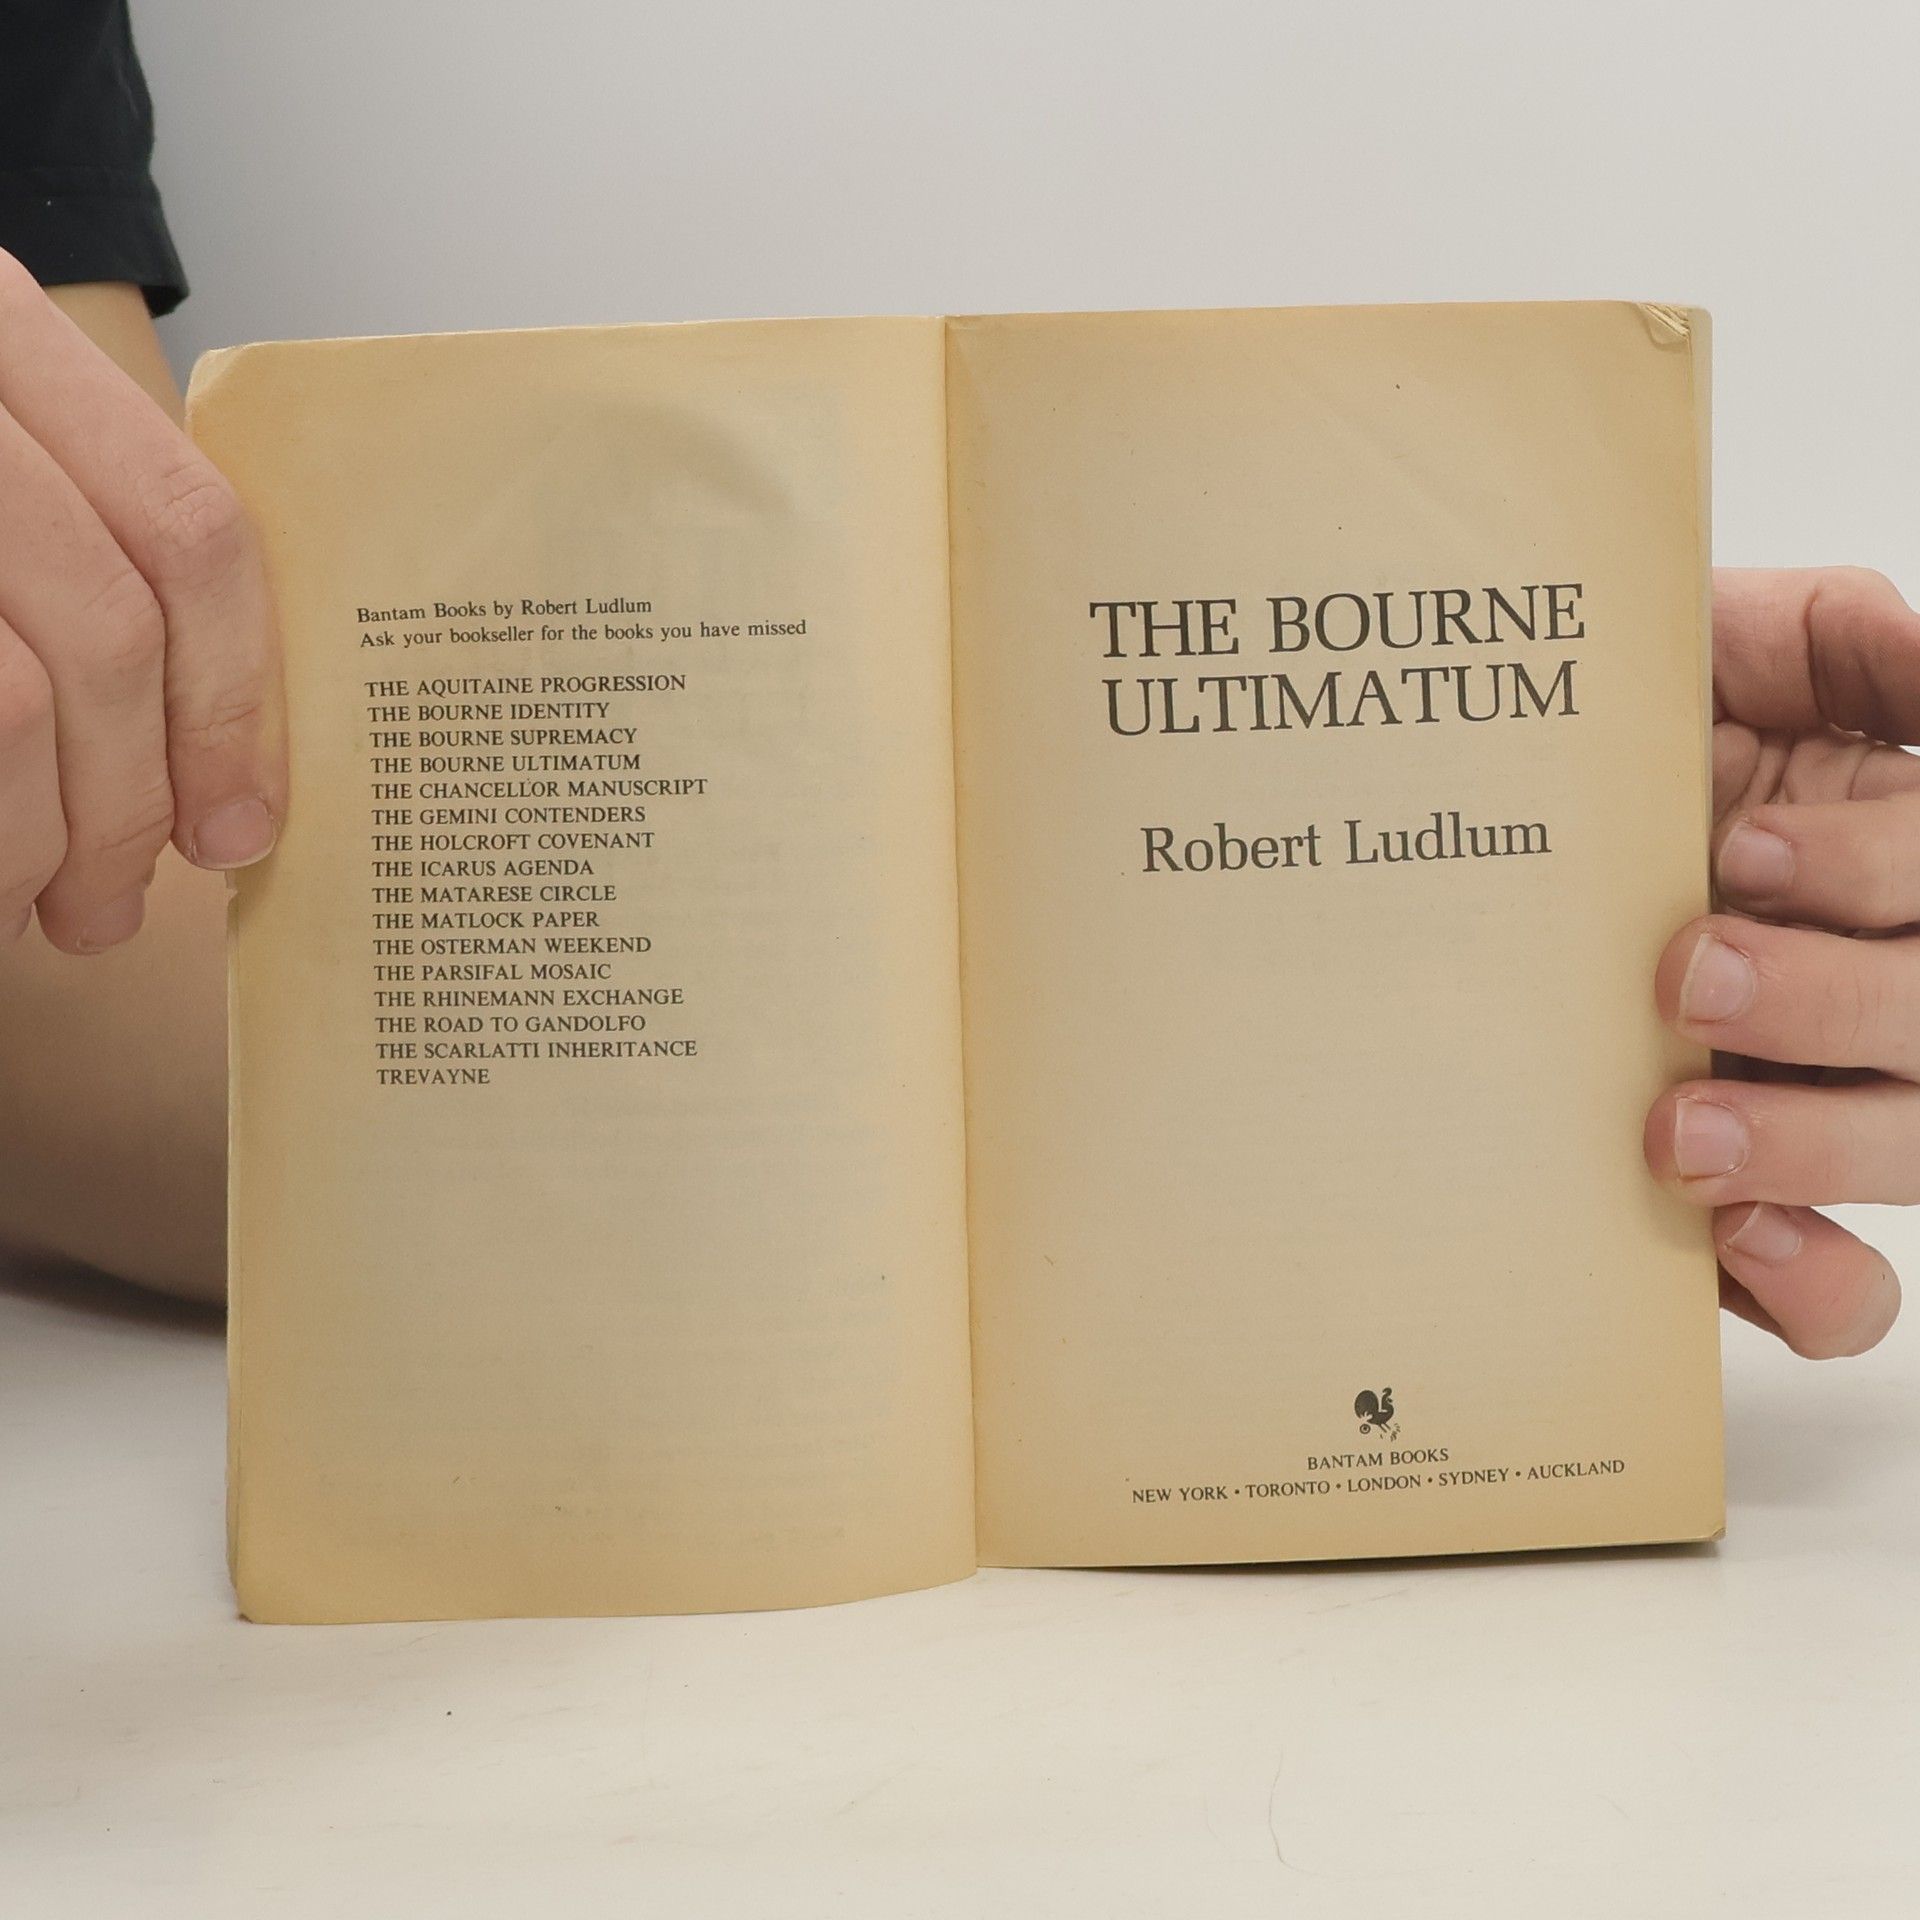 Bantam Books by Robert Ludlum
Ask your bookseller for the books you have missed
THE AQUITAINE PROGRESSION
THE BOURNE IDENTITY
THE BOURNE SUPREMACY
THE BOURNE ULTIMATUM
THE CHANCELLOR MANUSCRIPT
THE GEMINI CONTENDERS
THE HOLCROFT COVENANT
THE ICARUS AGENDA
THE MATARESE CIRCLE
THE MATLOCK PAPER
THE OSTERMAN WEEKEND
THE PARSIFAL MOSAIC
THE RHINEMANN EXCHANGE
THE ROAD TO GANDOLFO
THE SCARLATTI INHERITANCE
TREVAYNE
THE BOURNE
ULTIMATUM
Robert Ludlum
BANTAM BOOKS
NEW YORK • TORONTO • LONDON • SYDNEY • AUCKLAND